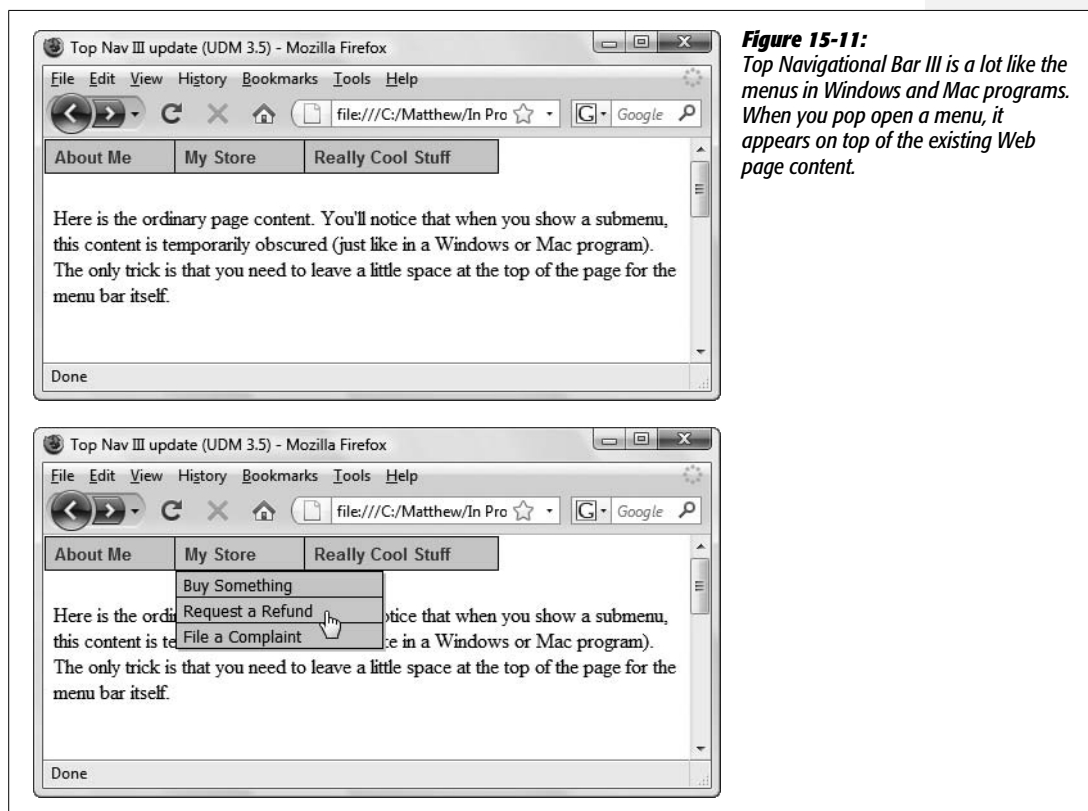 Top Nav III update (UDM 3.5) - Mozilla Firefox
File Edit View History Bookmarks Tools Help
file:///C:/Matthew/In Pro
G Google
About Me My Store Really Cool Stuff
Here is the ordinary page content. You'll notice that when you show a submenu,
this content is temporarily obscured (just like in a Windows or Mac program).
The only trick is that you need to leave a little space at the top of the page for the
menu bar itself.
Done
Figure 15-11:
Top Navigational Bar III is a lot like the
menus in Windows and Mac programs.
When you pop open a menu, it
appears on top of the existing Web
page content.
Top Nav III update (UDM 3.5) - Mozilla Firefox
File Edit View History Bookmarks Tools Help
file:///C:/Matthew/In Pro
G Google
About Me My Store Really Cool Stuff
Buy Something
Request a Refund
File a Complaint
Here is the ordi otice that when you show a submenu,
this content is te e in a Windows or Mac program).
The only trick is that you need to leave a little space at the top of the page for the
menu bar itself.
Done